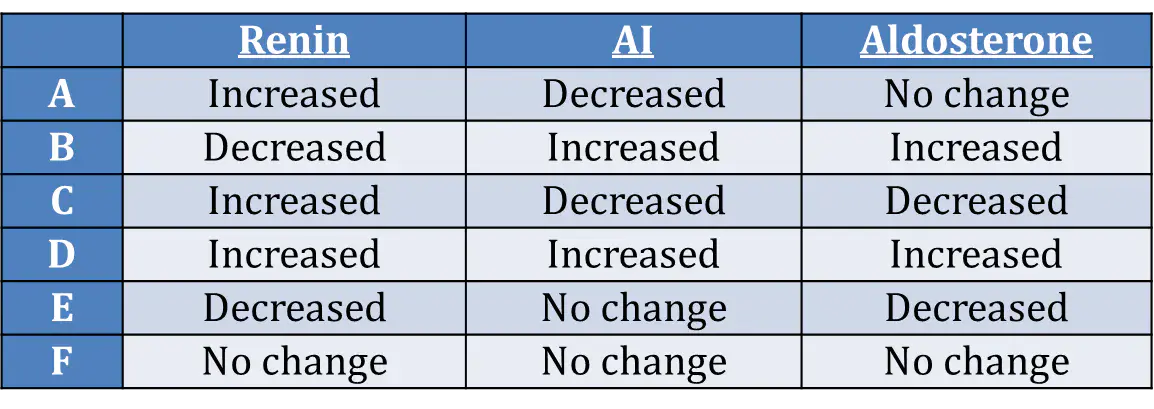 Renin AI Aldosterone
A Increased Decreased No change
B Decreased Increased Increased
C Increased Decreased Decreased
D Increased Increased Increased
E Decreased No change Decreased
F No change No change No change